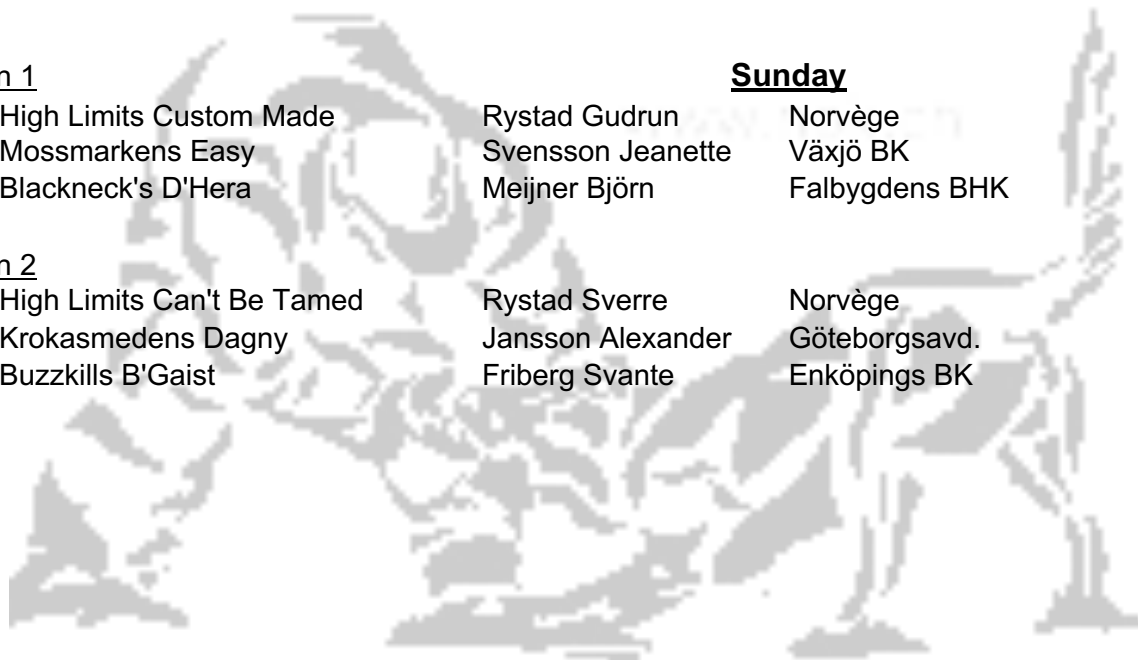 n 1 Sunday
High Limits Custom Made Rystad Gudrun Norvège
Mossmarkens Easy Svensson Jeanette Växjö BK
Blackneck's D'Hera Meijner Björn Falbygdens BHK
n 2
High Limits Can't Be Tamed Rystad Sverre Norvège
Krokasmedens Dagny Jansson Alexander Göteborgsavd.
Buzzkills B'Gaist Friberg Svante Enköpings BK